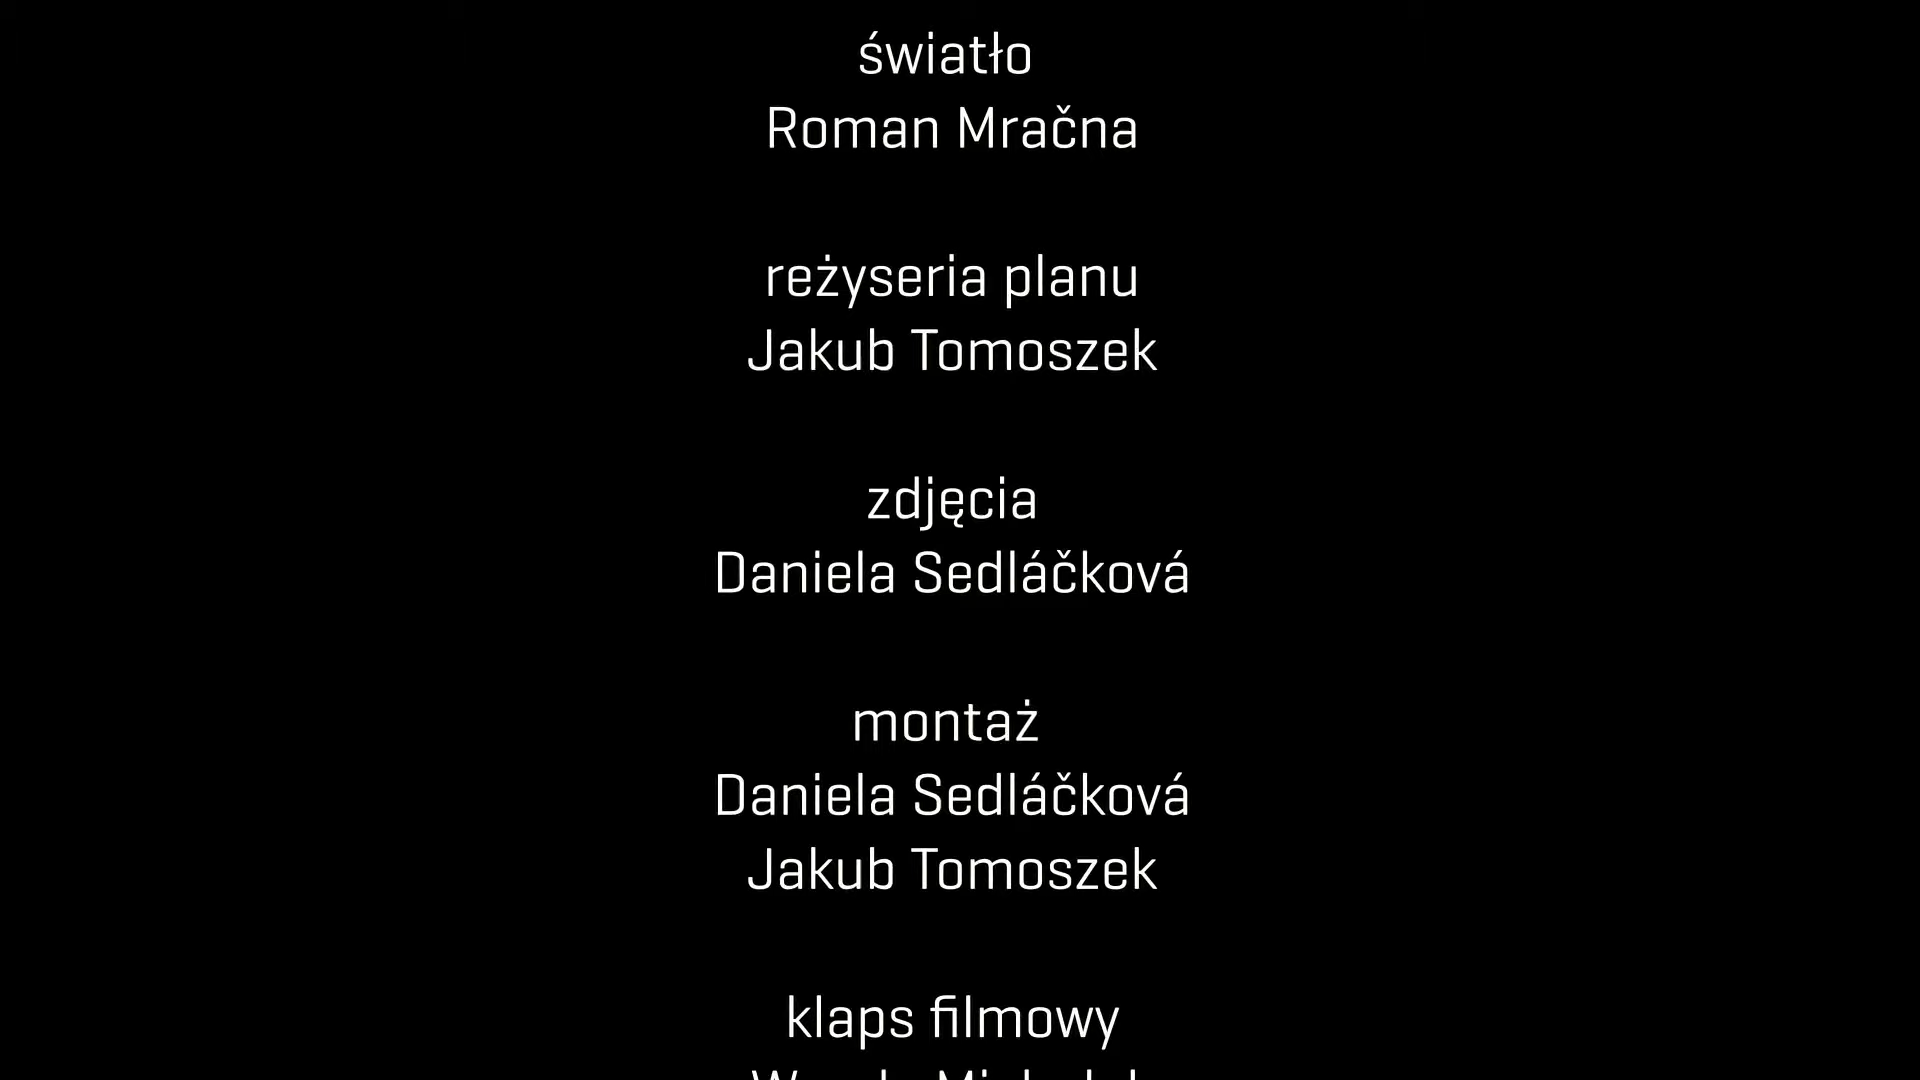 światło
Roman Mračna
reżyseria planu
Jakub Tomoszek
zdjęcia
Daniela Sedláčková
montaż
Daniela Sedláčková
Jakub Tomoszek
klaps filmowy